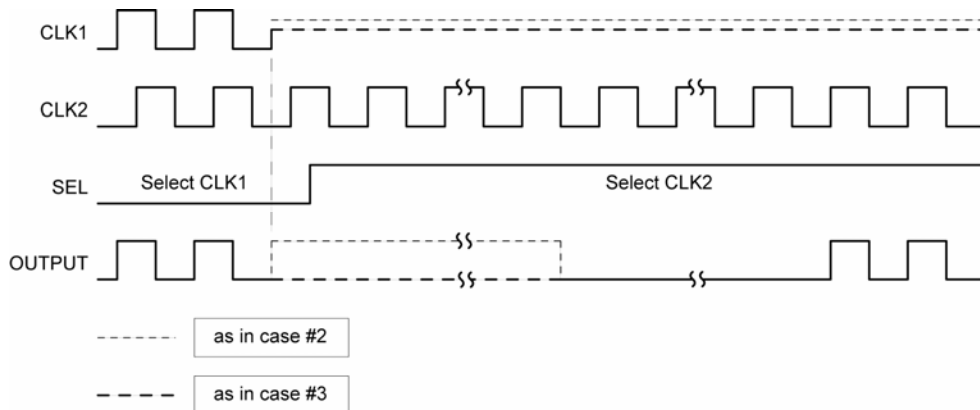 CLK1
CLK2
SEL
Select CLK1
Select CLK2
OUTPUT
as in case #2
as in case #3